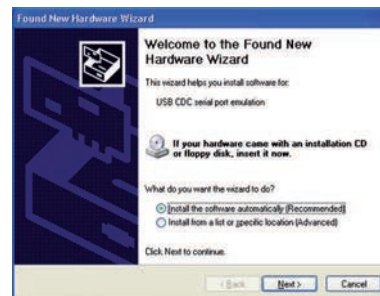 Found New Hardware Wizard
Welcome to the Found New
Hardware Wizard
This wizard helps you install software for:
USB CDC serial port emulation
If your hardware came with an installation CD
or floppy disk, insert it now.
What do you want the wizard to do?
Install the software automatically (Recommended)
Install from a list or specific location (Advanced)
Click Next to continue.
< Back Next > Cancel